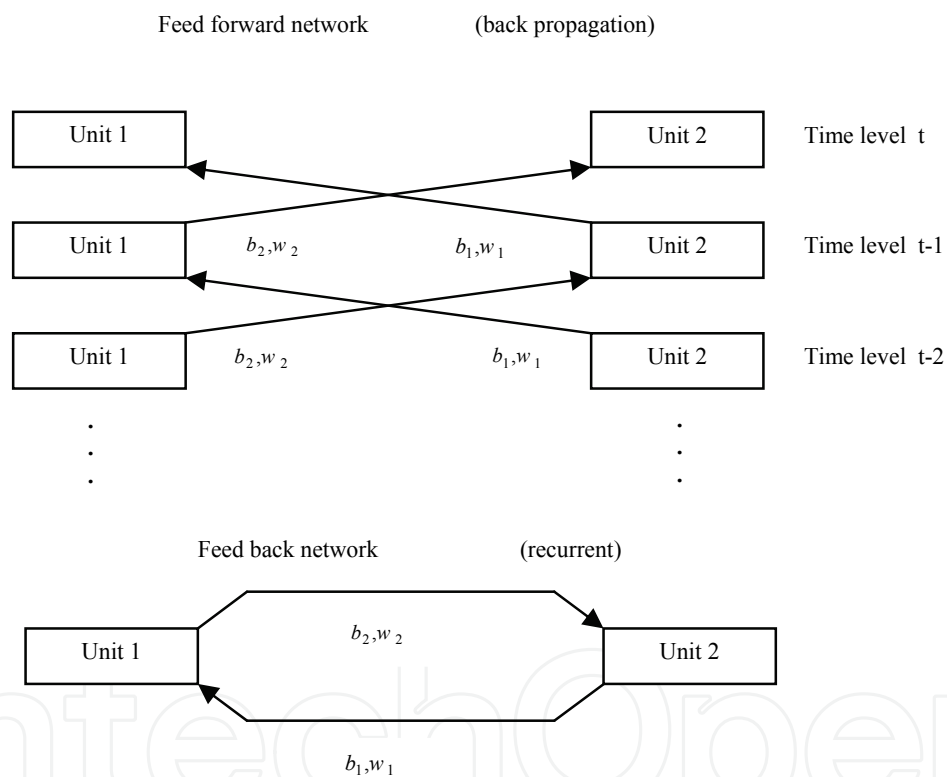 Feed forward network (back propagation)
Unit 1 Unit 2 Time level t
Unit 1 b₂,w₂ b₁,w₁ Unit 2 Time level t-1
Unit 1 b₂,w₂ b₁,w₁ Unit 2 Time level t-2
. .
. .
. .
Feed back network (recurrent)
b₂,w₂
Unit 1 Unit 2
b₁,w₁
ntechOpen